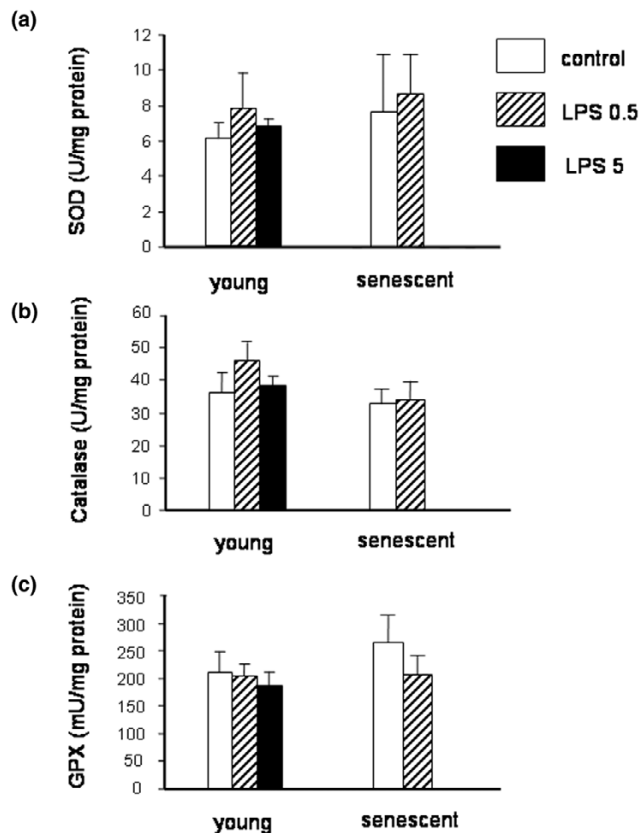 (a)
SOD (U/mg protein)
12
10
8
6
4
2
0
young
senescent
control
LPS 0.5
LPS 5
(b)
Catalase (U/mg protein)
60
50
40
30
20
10
0
young
senescent
(c)
GPX (mU/mg protein)
350
300
250
200
150
100
50
0
young
senescent